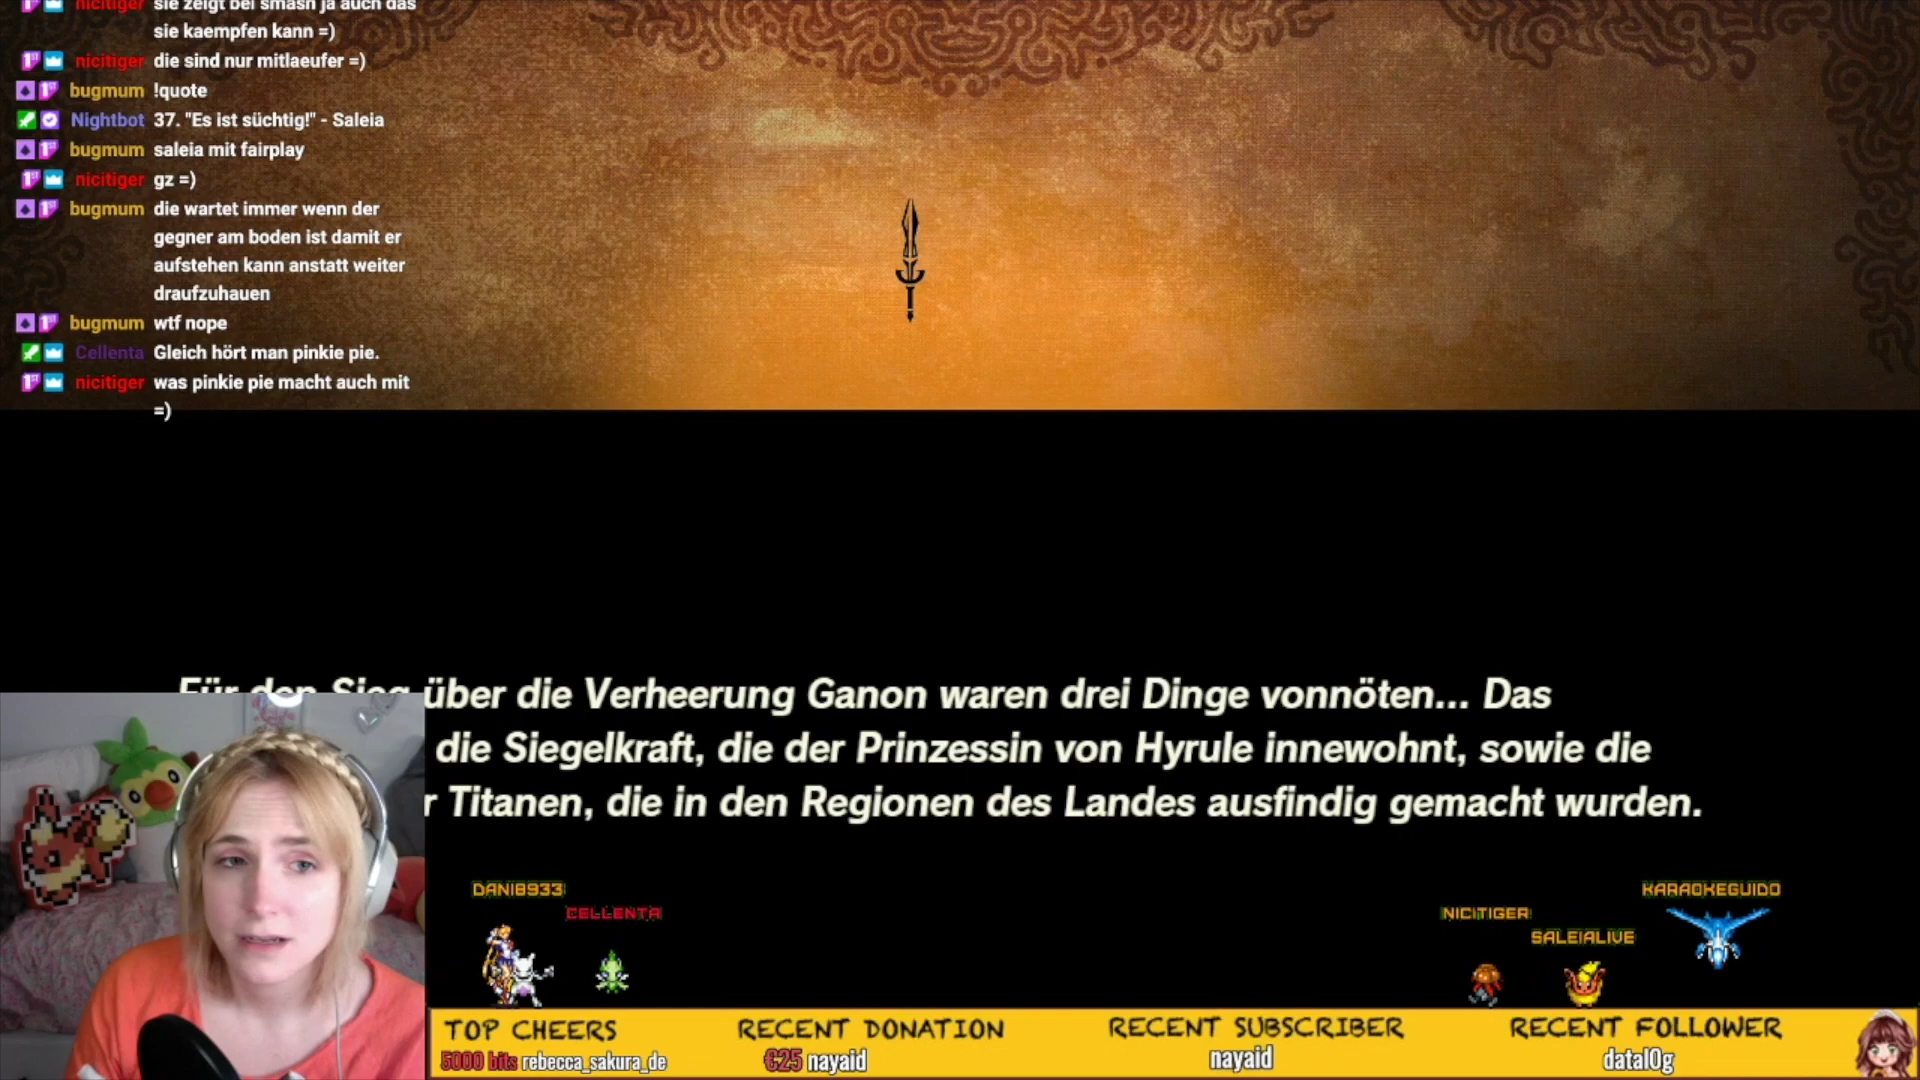 nicitiger sie zeigt bei smash ja auch das
sie kaempfen kann =)
nicitiger die sind nur mitlaeufer =)
bugmum !quote
Nightbot 37. "Es ist süchtig!" - Saleia
bugmum saleia mit fairplay
nicitiger gz =)
bugmum die wartet immer wenn der
gegner am boden ist damit er
aufstehen kann anstatt weiter
draufzuhauen
bugmum wtf nope
Cellenta Gleich hört man pinkie pie.
nicitiger was pinkie pie macht auch mit
=)
Für den Sieg über die Verheerung Ganon waren drei Dinge vonnöten... Das
die Siegelkraft, die der Prinzessin von Hyrule innewohnt, sowie die
r Titanen, die in den Regionen des Landes ausfindig gemacht wurden.
DANI8933
CELLENTA
NICITIGER
SALEIALIVE
KARAOKEGUIDO
TOP CHEERS
5000 bits rebecca_sakura_de
RECENT DONATION
€25 nayaid
RECENT SUBSCRIBER
nayaid
RECENT FOLLOWER
datal0g